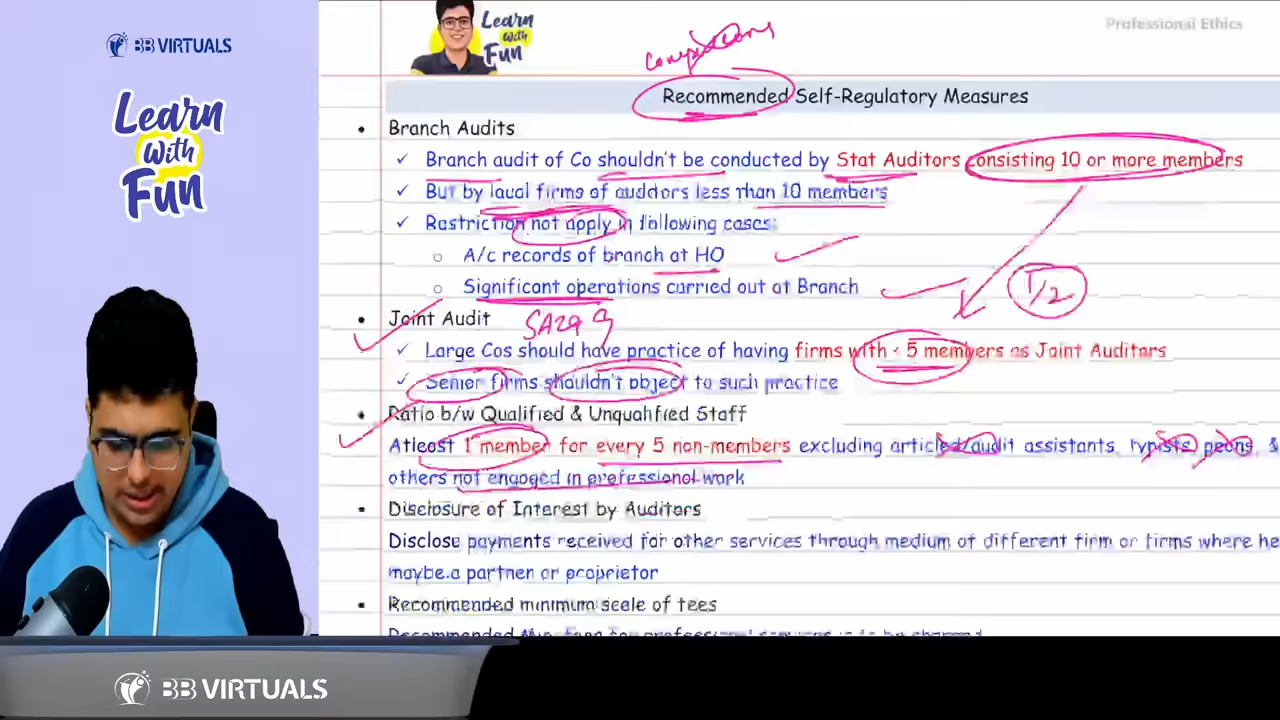 BB VIRTUALS
Learn
With
Fun
Learn
With
Fun
Professional Ethics
Recommended Self-Regulatory Measures
• Branch Audits
✓ Branch audit of Co shouldn't be conducted by Stat Auditors consisting 10 or more members
✓ But by local firms of auditors less than 10 members
✓ Restriction not apply in following cases:
○ A/c records of branch at HO
○ Significant operations carried out at Branch
1/2
• Joint Audit
SA299
✓ Large Cos should have practice of having firms with < 5 members as Joint Auditors
✓ Senior firms shouldn't object to such practice
• Ratio b/w Qualified & Unqualified Staff
Atleast 1 member for every 5 non-members excluding articled/audit assistants, typists, peons, &
others not engaged in professional work
• Disclosure of Interest by Auditors
Disclose payments received for other services through medium of different firm or firms where he
maybe a partner or proprietor
• Recommended minimum scale of fees
BB VIRTUALS